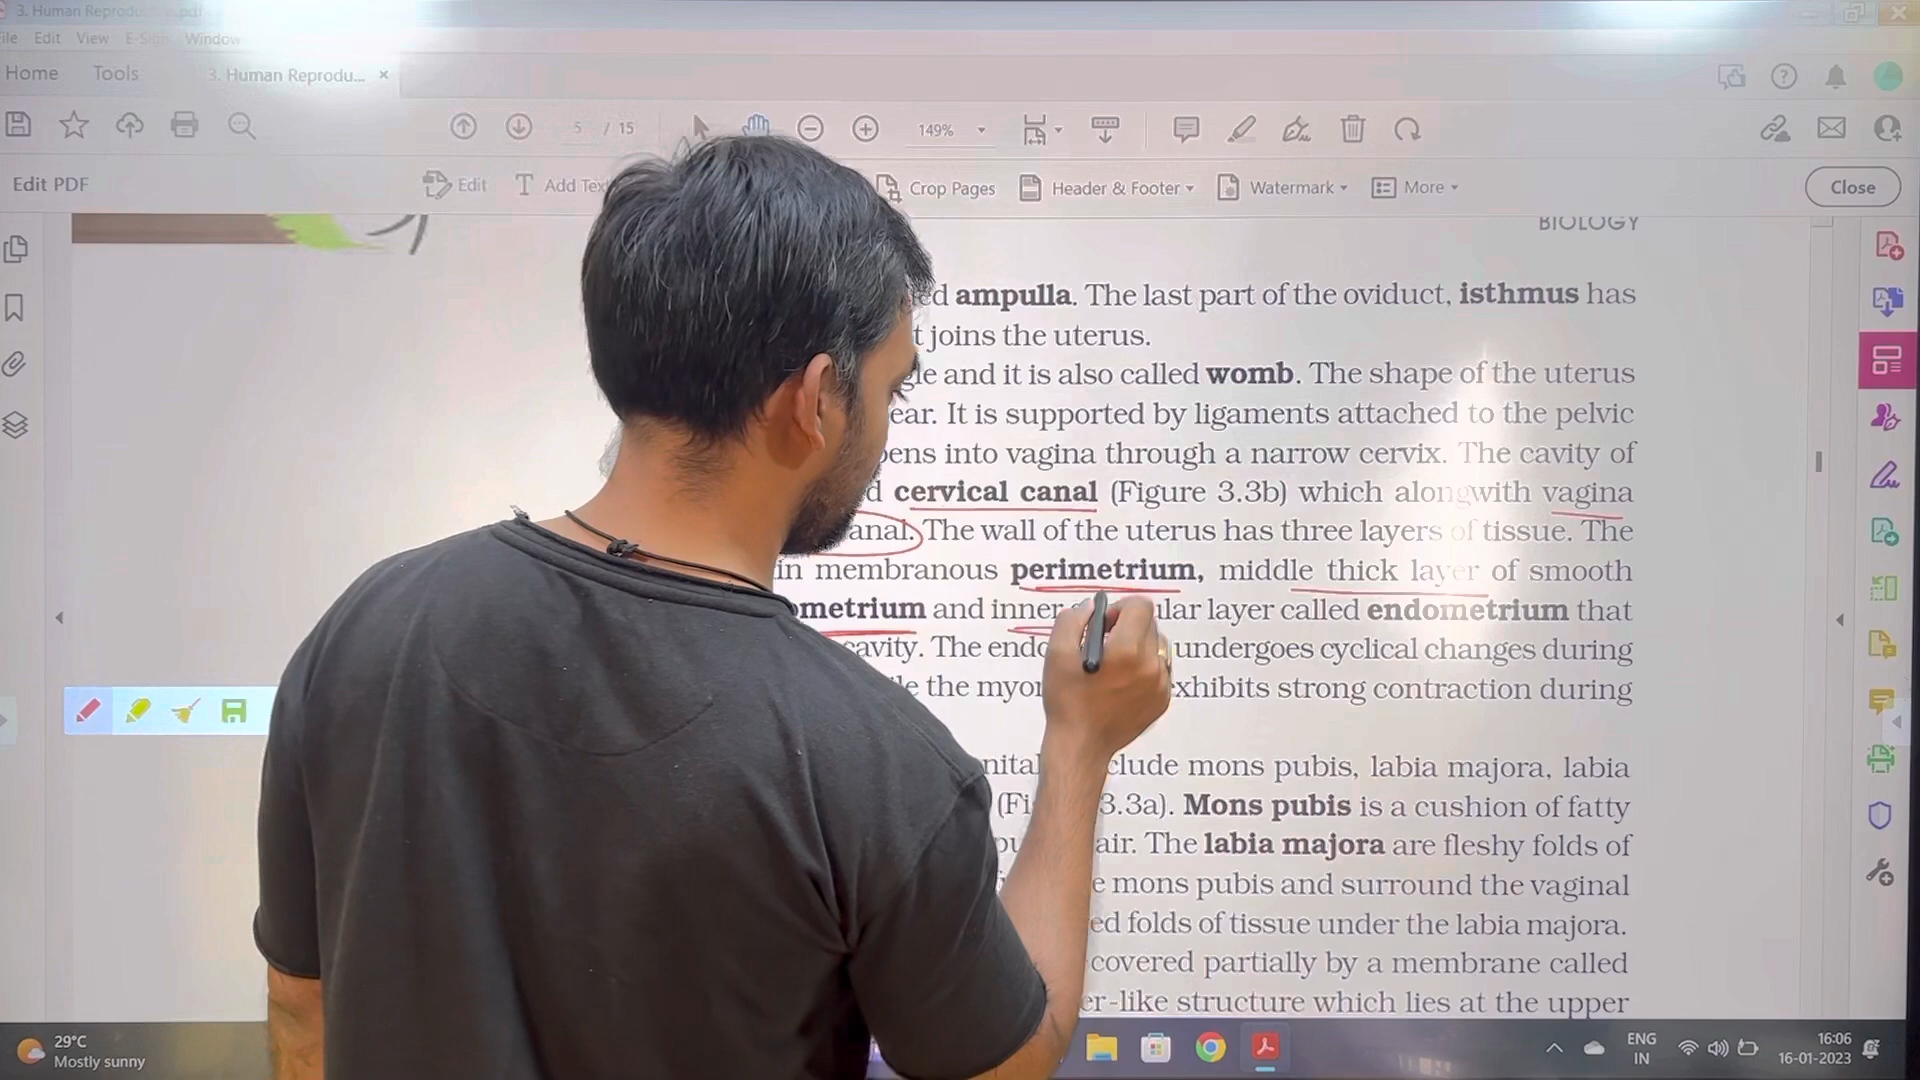 3. Human Reprodu
File Edit View E-Sign Window
Home Tools 3. Human Reprodu... ×
5 / 15 149%
Edit PDF Edit Add Text Crop Pages Header & Footer Watermark More Close
BIOLOGY
ed ampulla. The last part of the oviduct, isthmus has
t joins the uterus.
gle and it is also called womb. The shape of the uterus
ear. It is supported by ligaments attached to the pelvic
pens into vagina through a narrow cervix. The cavity of
d cervical canal (Figure 3.3b) which alongwith vagina
anal. The wall of the uterus has three layers of tissue. The
in membranous perimetrium, middle thick layer of smooth
ometrium and inner ular layer called endometrium that
cavity. The endo undergoes cyclical changes during
le the myo exhibits strong contraction during
nital clude mons pubis, labia majora, labia
(Fi 3.3a). Mons pubis is a cushion of fatty
pu air. The labia majora are fleshy folds of
e mons pubis and surround the vaginal
ed folds of tissue under the labia majora.
covered partially by a membrane called
er-like structure which lies at the upper
29°C
Mostly sunny
ENG
IN
16:06
16-01-2023